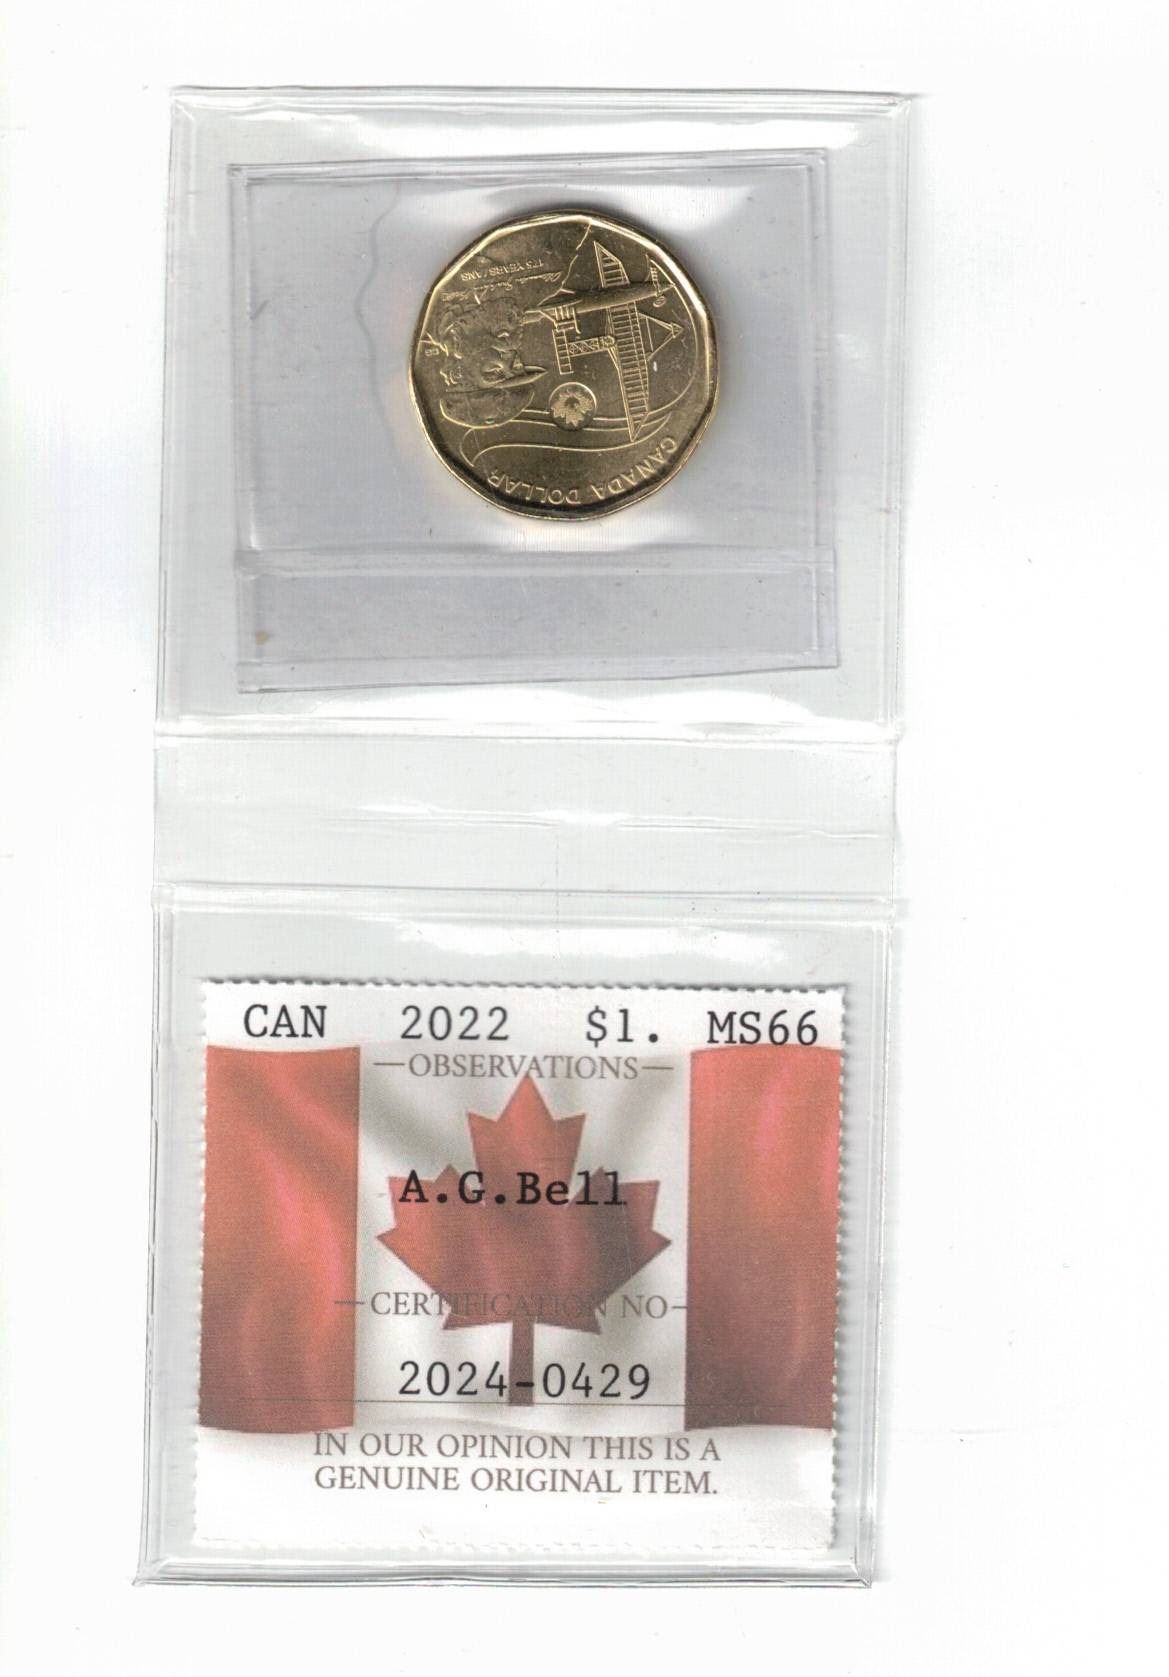 175 YEARS/ANS
CANADA DOLLAR
CAN 2022 $1. MS66
OBSERVATIONS
A.G.Bell
CERTIFICATION NO
2024-0429
IN OUR OPINION THIS IS A
GENUINE ORIGINAL ITEM.